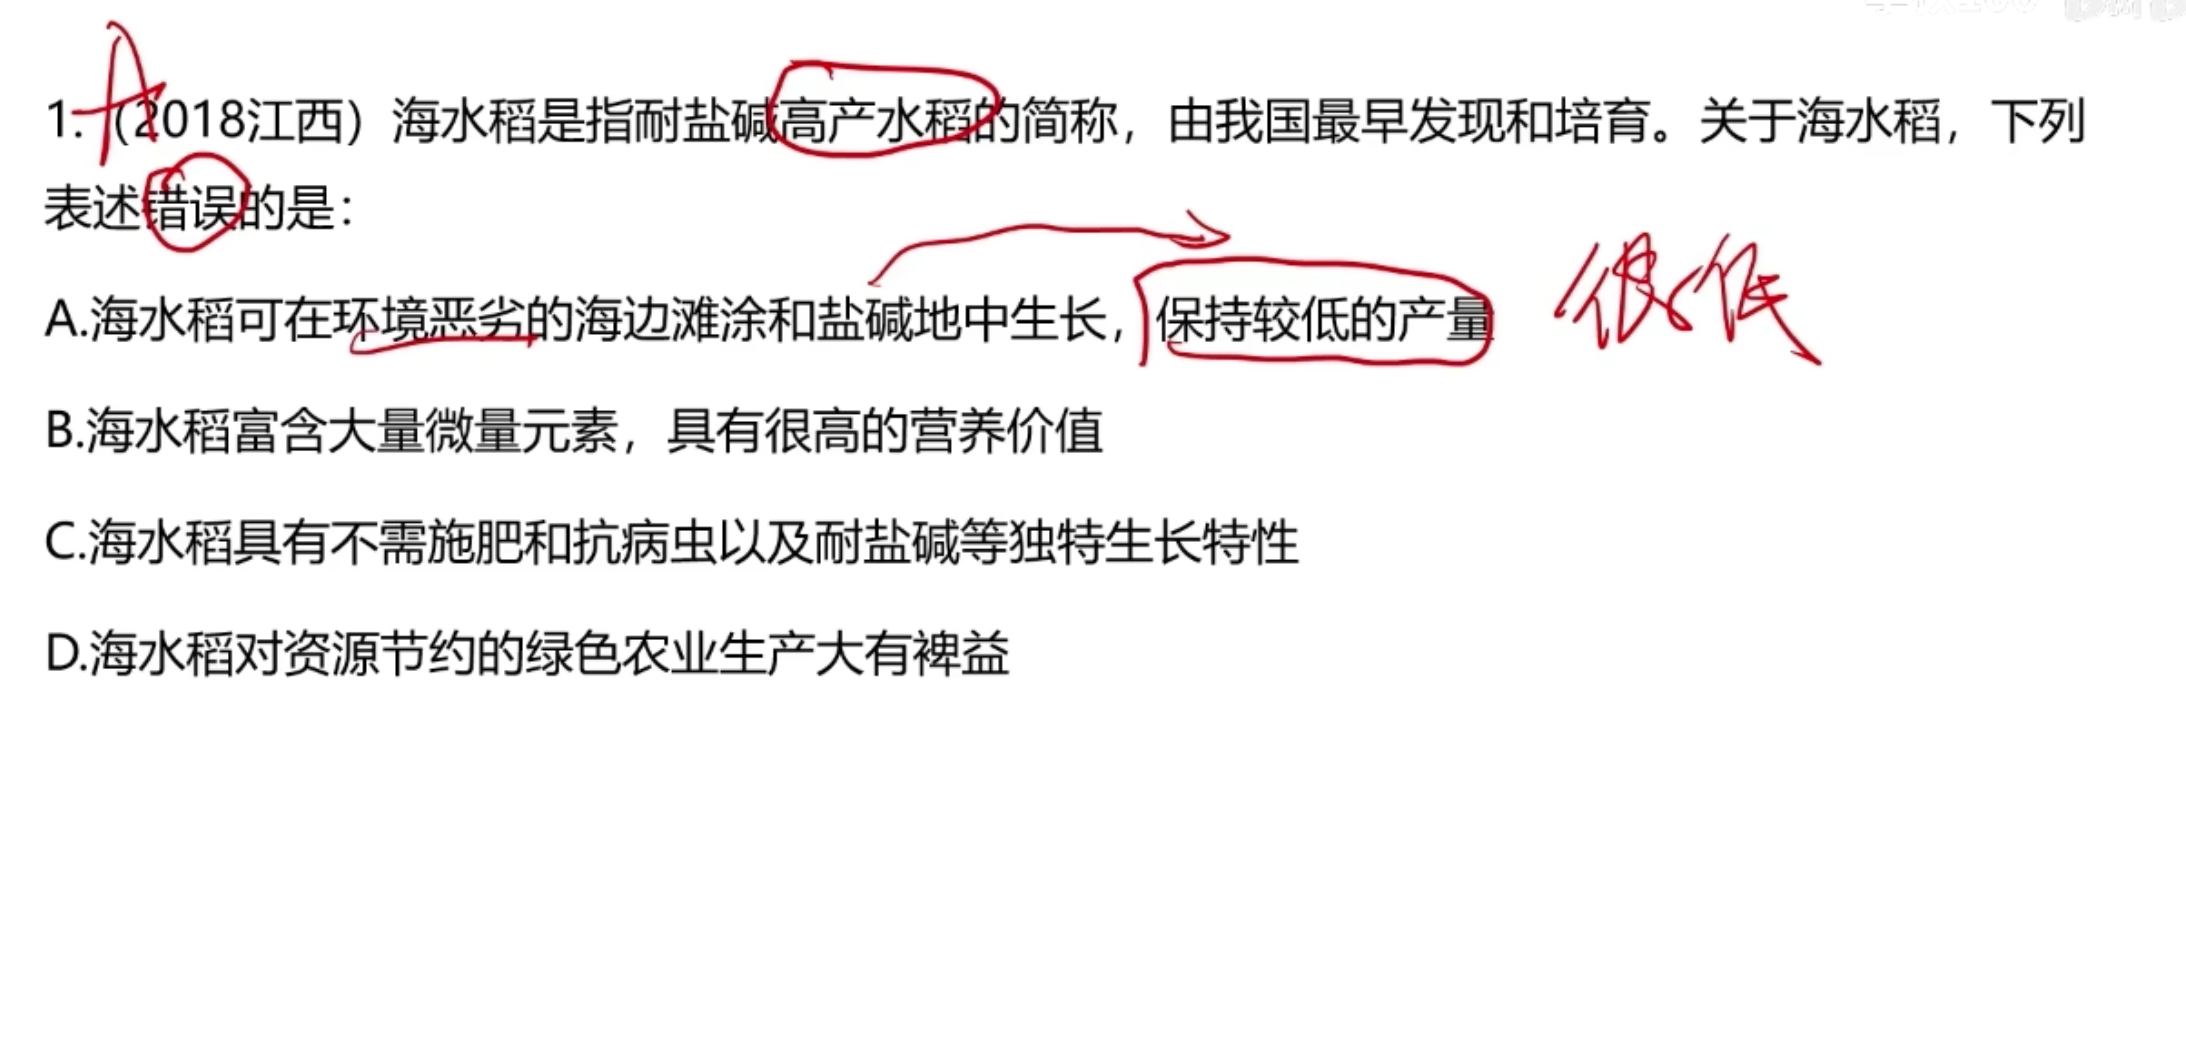 A
1.（2018江西）海水稻是指耐盐碱高产水稻的简称，由我国最早发现和培育。关于海水稻，下列
表述错误的是：
A.海水稻可在环境恶劣的海边滩涂和盐碱地中生长，保持较低的产量
很低
B.海水稻富含大量微量元素，具有很高的营养价值
C.海水稻具有不需施肥和抗病虫以及耐盐碱等独特生长特性
D.海水稻对资源节约的绿色农业生产大有裨益